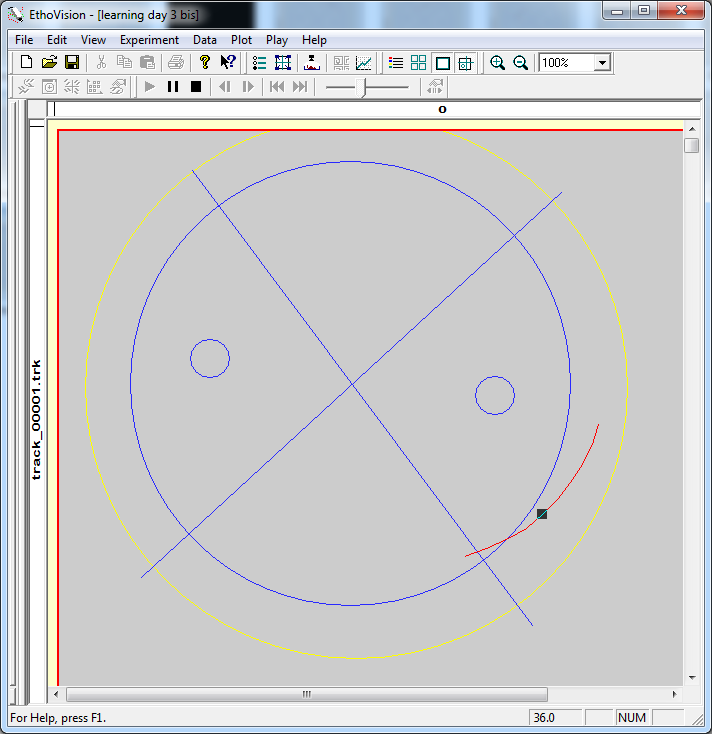 EthoVision - [learning day 3 bis]
File Edit View Experiment Data Plot Play Help
100%
o
track_00001.trk
For Help, press F1.
36.0
NUM